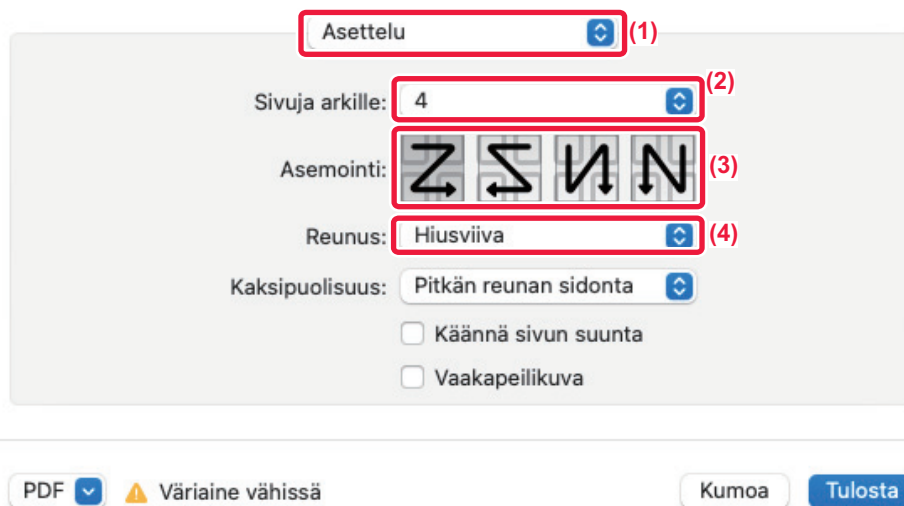 Asettelu (1)
Sivuja arkille: 4 (2)
Asemointi: (3)
Reunus: Hiusviiva (4)
Kaksipuolisuus: Pitkän reunan sidonta
Käännä sivun suunta
Vaakapeilikuva
PDF Väriaine vähissä Kumoa Tulosta